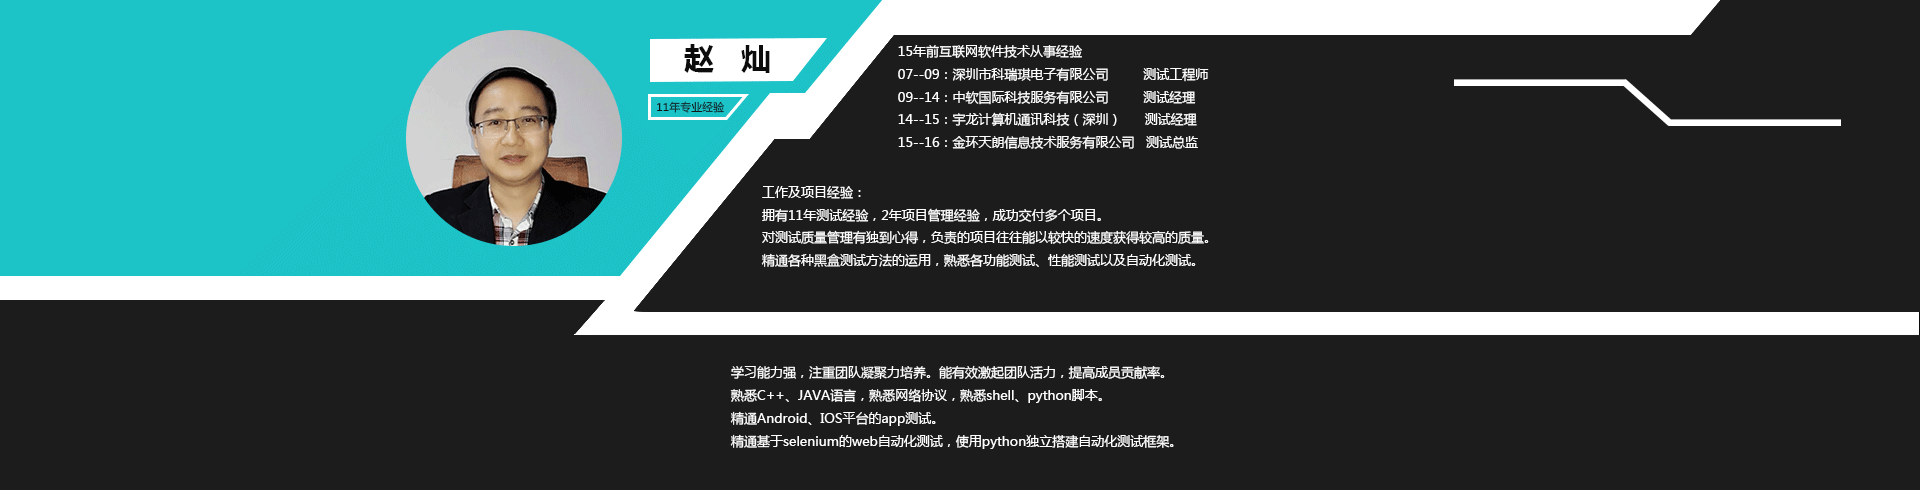 赵 灿
11年专业经验
15年前互联网软件技术从事经验
07--09：深圳市科瑞琪电子有限公司 测试工程师
09--14：中软国际科技服务有限公司 测试经理
14--15：宇龙计算机通讯科技（深圳） 测试经理
15--16：金环天朗信息技术服务有限公司 测试总监
工作及项目经验：
拥有11年测试经验，2年项目管理经验，成功交付多个项目。
对测试质量管理有独到心得，负责的项目往往能以较快的速度获得较高的质量。
精通各种黑盒测试方法的运用，熟悉各功能测试、性能测试以及自动化测试。
学习能力强，注重团队凝聚力培养。能有效激起团队活力，提高成员贡献率。
熟悉C++、JAVA语言，熟悉网络协议，熟悉shell、python脚本。
精通Android、IOS平台的app测试。
精通基于selenium的web自动化测试，使用python独立搭建自动化测试框架。